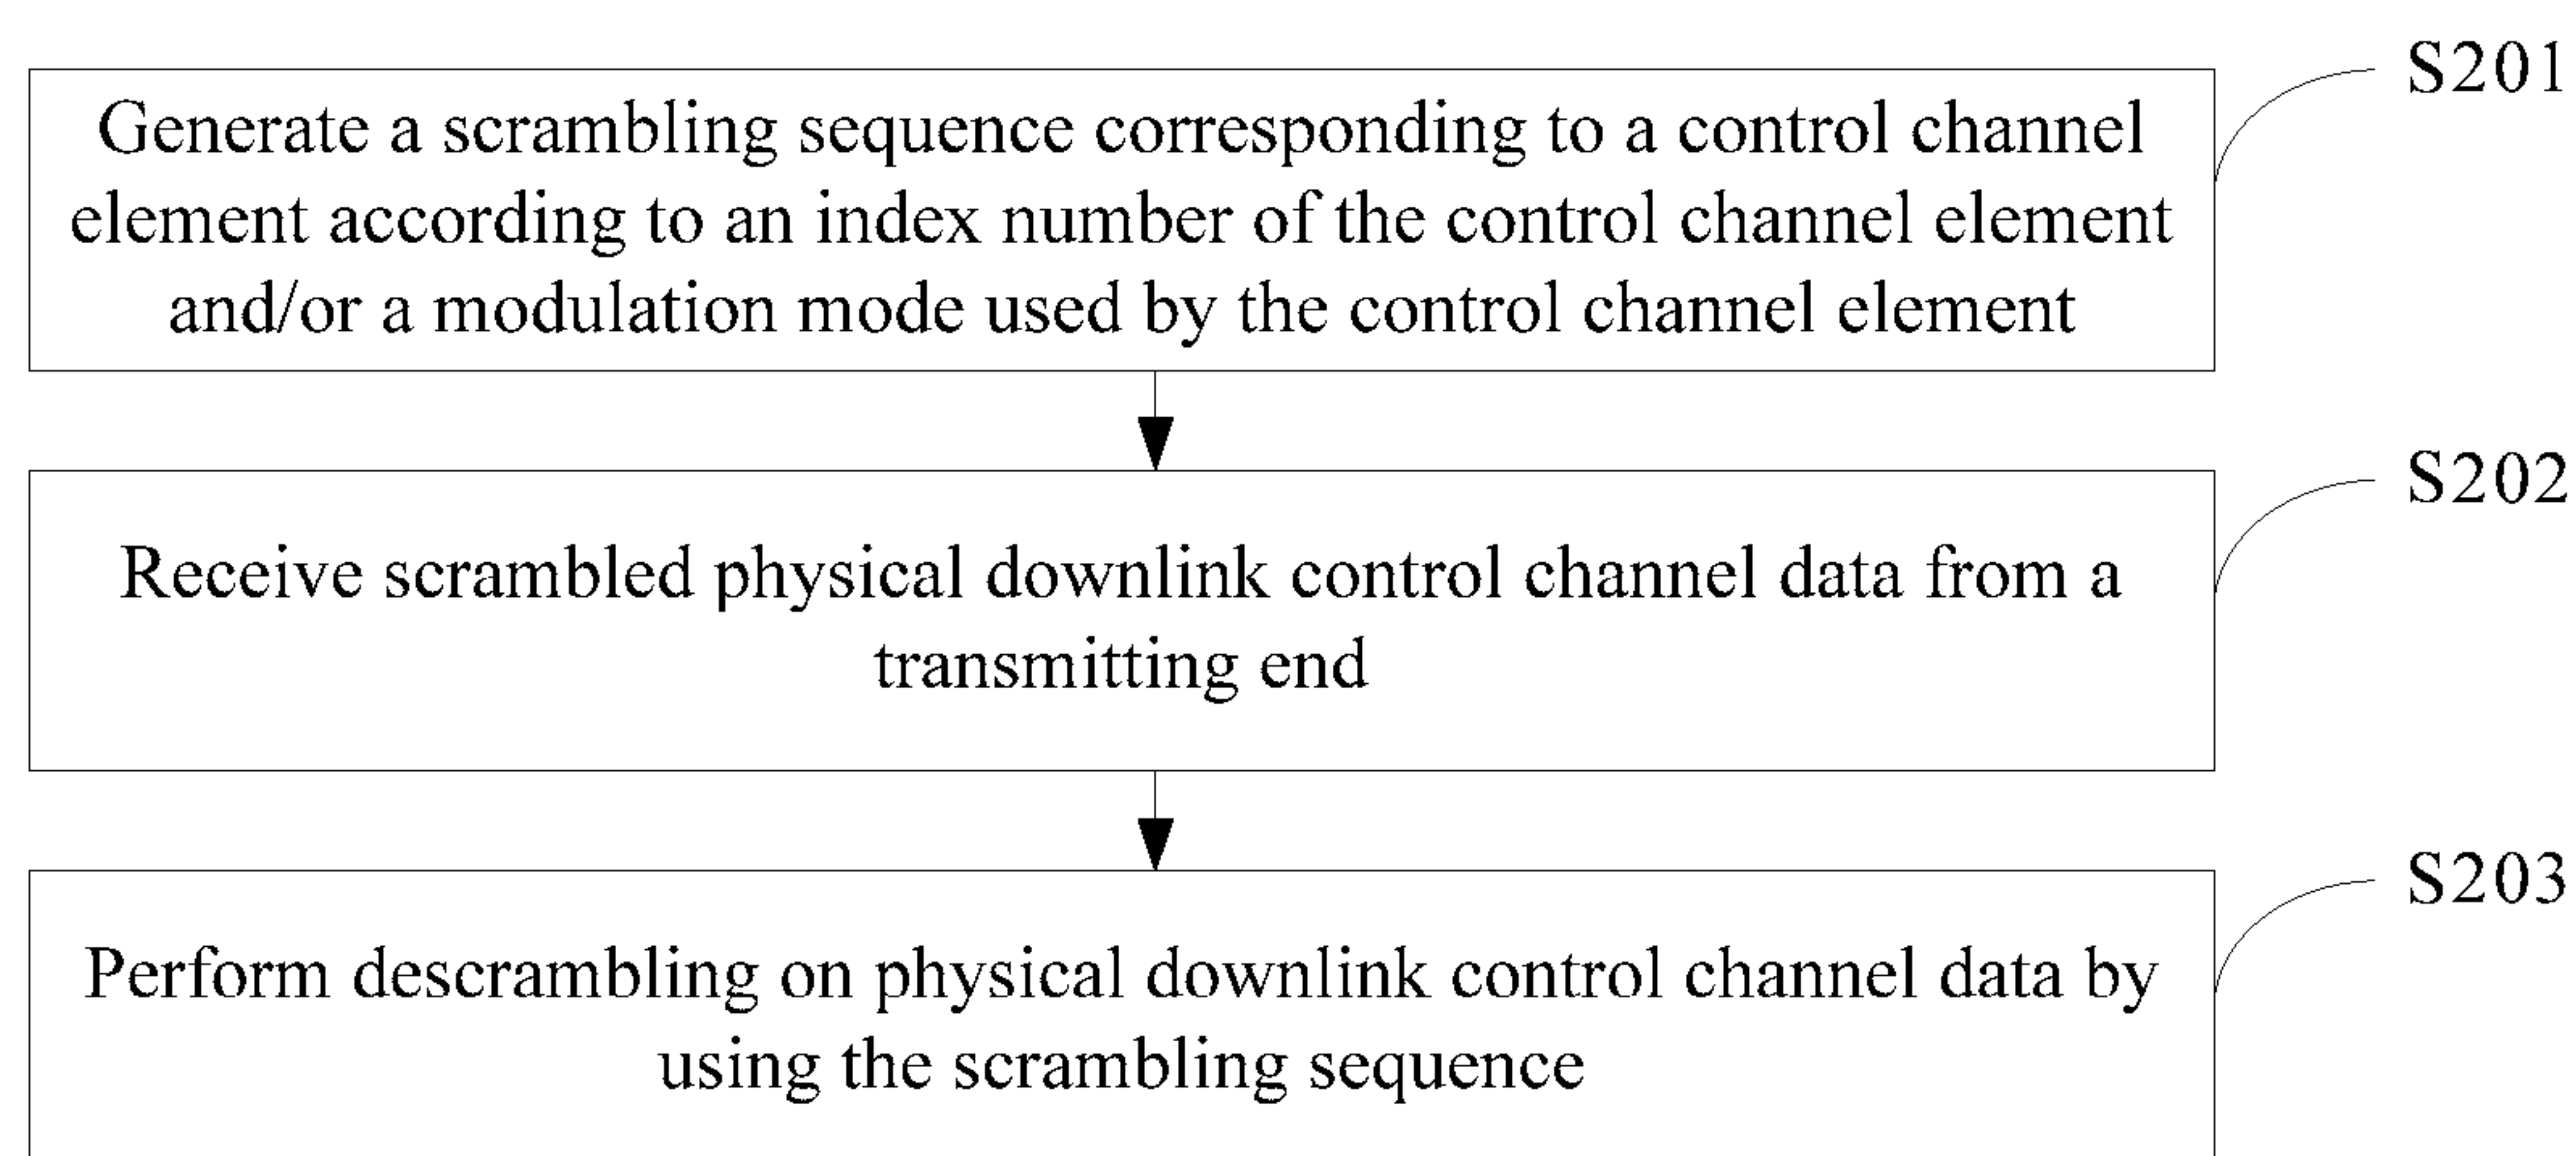 S201
Generate a scrambling sequence corresponding to a control channel
element according to an index number of the control channel element
and/or a modulation mode used by the control channel element
S202
Receive scrambled physical downlink control channel data from a
transmitting end
S203
Perform descrambling on physical downlink control channel data by
using the scrambling sequence